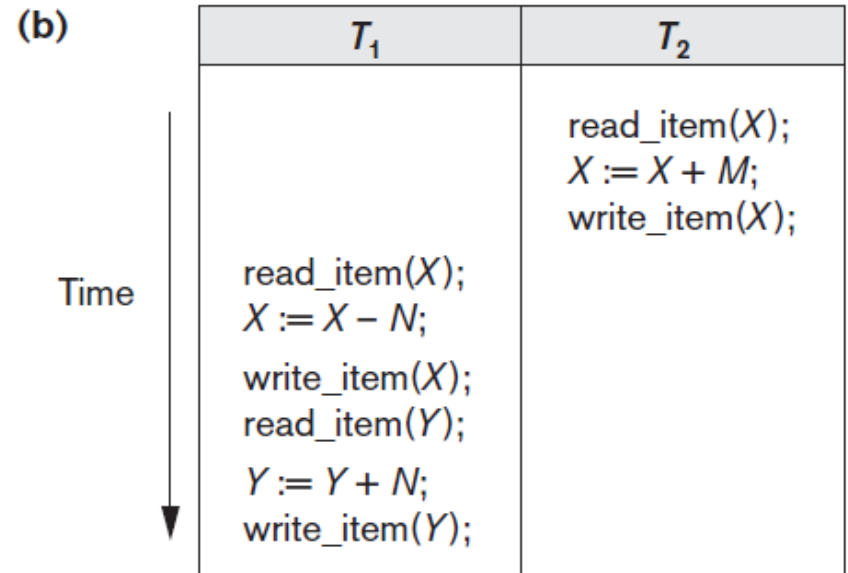 (b)
T₁ T₂
read_item(X);
X := X + M;
write_item(X);
Time
read_item(X);
X := X – N;
write_item(X);
read_item(Y);
Y := Y + N;
write_item(Y);